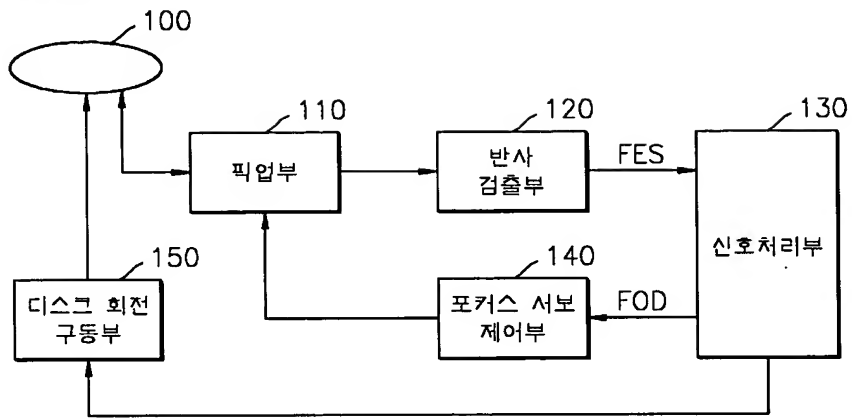 100
110
픽업부
120
반사
검출부
FES
130
신호처리부
140
포커스 서보
제어부
FOD
150
디스크 회전
구동부